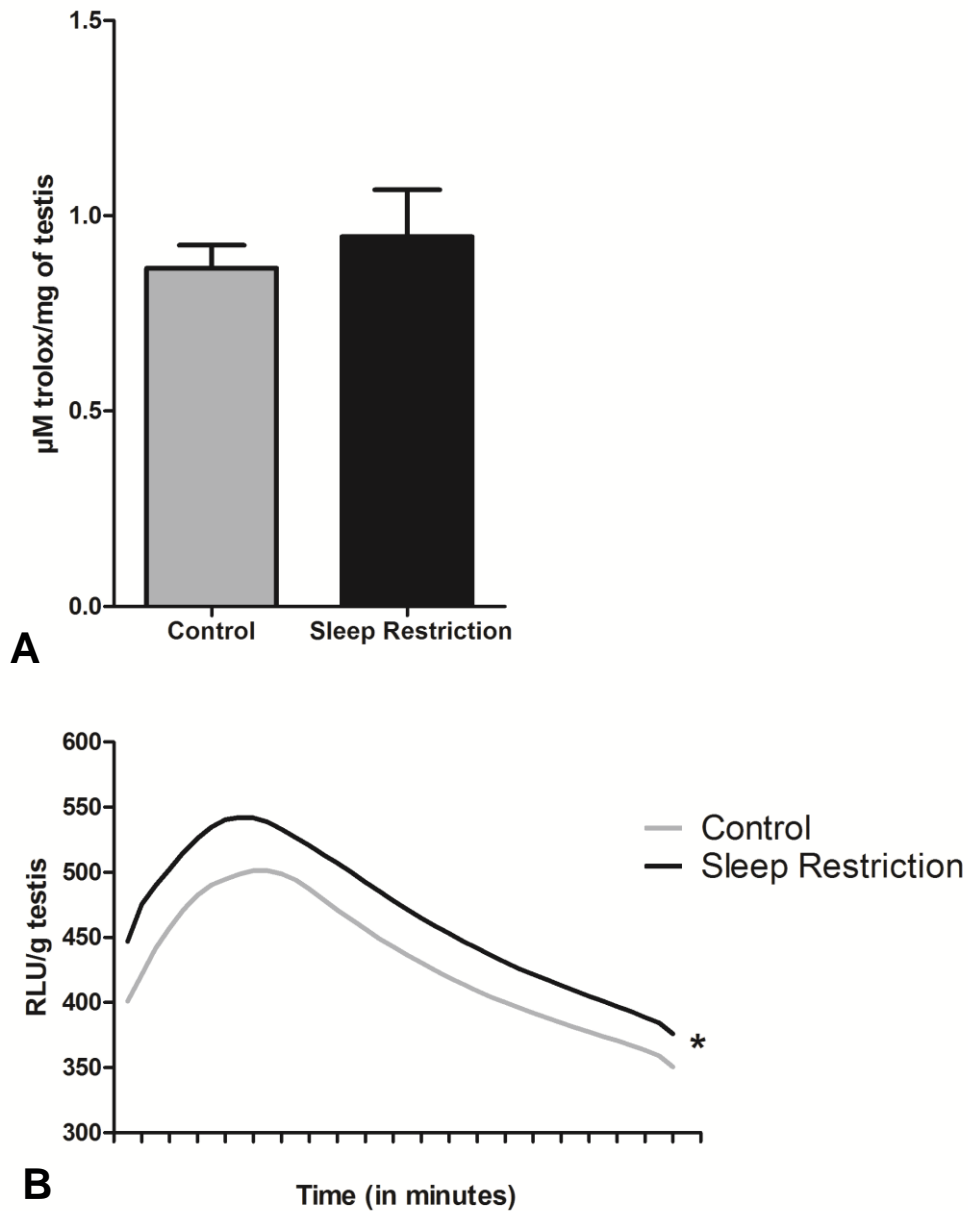 1.5
1.0
0.5
0.0
µM trolox/mg of testis
Control
Sleep Restriction
A
600
550
500
450
400
350
300
RLU/g testis
Control
Sleep Restriction
*
Time (in minutes)
B